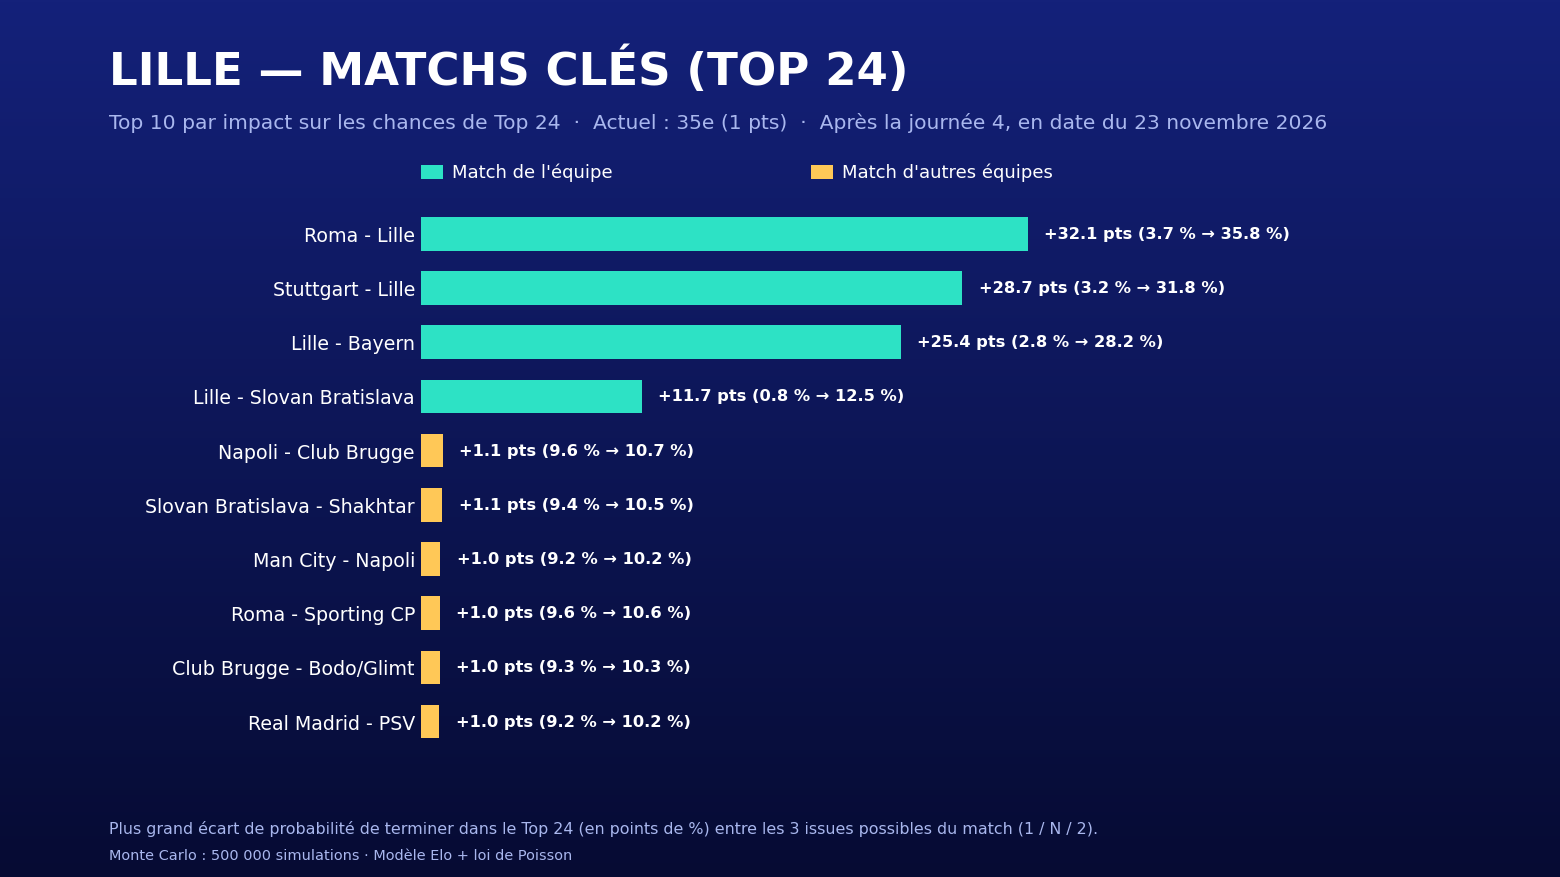 LILLE — MATCHS CLÉS (TOP 24)
Top 10 par impact sur les chances de Top 24 · Actuel : 35e (1 pts) · Après la journée 4, en date du 23 novembre 2026
Match de l'équipe
Match d'autres équipes
Roma - Lille +32.1 pts (3.7 % → 35.8 %)
Stuttgart - Lille +28.7 pts (3.2 % → 31.8 %)
Lille - Bayern +25.4 pts (2.8 % → 28.2 %)
Lille - Slovan Bratislava +11.7 pts (0.8 % → 12.5 %)
Napoli - Club Brugge +1.1 pts (9.6 % → 10.7 %)
Slovan Bratislava - Shakhtar +1.1 pts (9.4 % → 10.5 %)
Man City - Napoli +1.0 pts (9.2 % → 10.2 %)
Roma - Sporting CP +1.0 pts (9.6 % → 10.6 %)
Club Brugge - Bodo/Glimt +1.0 pts (9.3 % → 10.3 %)
Real Madrid - PSV +1.0 pts (9.2 % → 10.2 %)
Plus grand écart de probabilité de terminer dans le Top 24 (en points de %) entre les 3 issues possibles du match (1 / N / 2).
Monte Carlo : 500 000 simulations · Modèle Elo + loi de Poisson